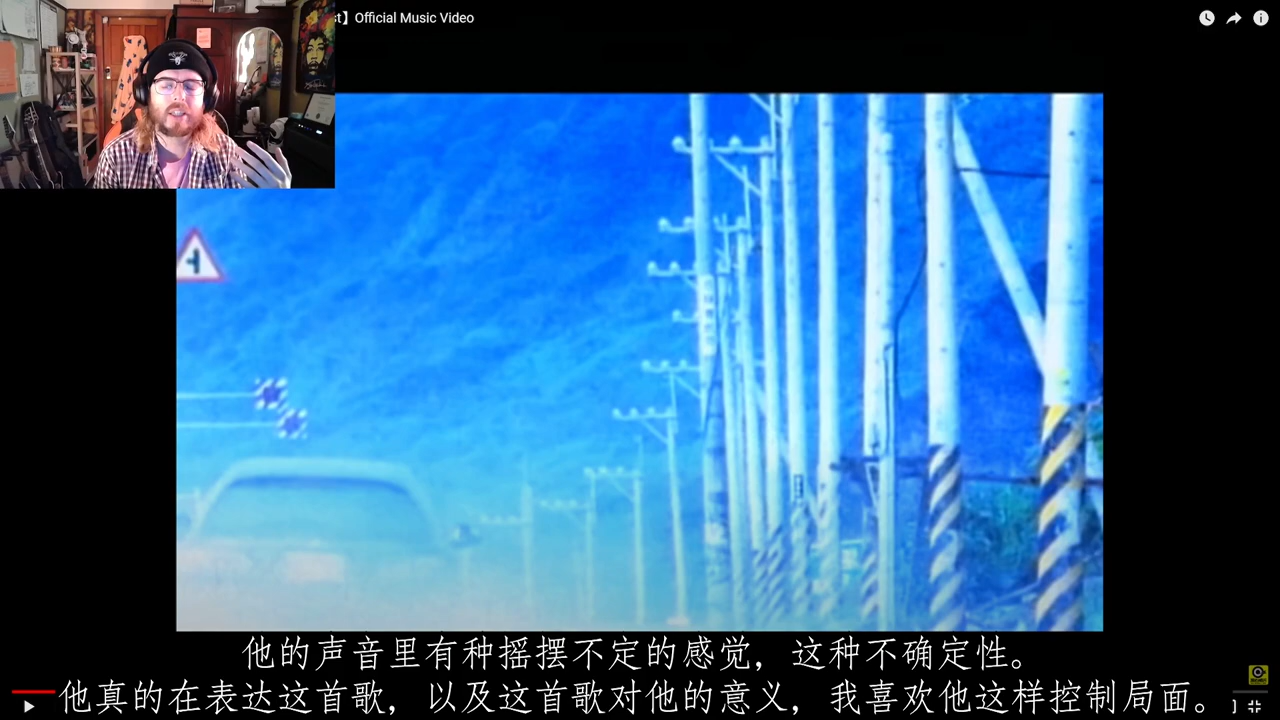 st】Official Music Video
他的声音里有种摇摆不定的感觉，这种不确定性。
他真的在表达这首歌，以及这首歌对他的意义，我喜欢他这样控制局面。